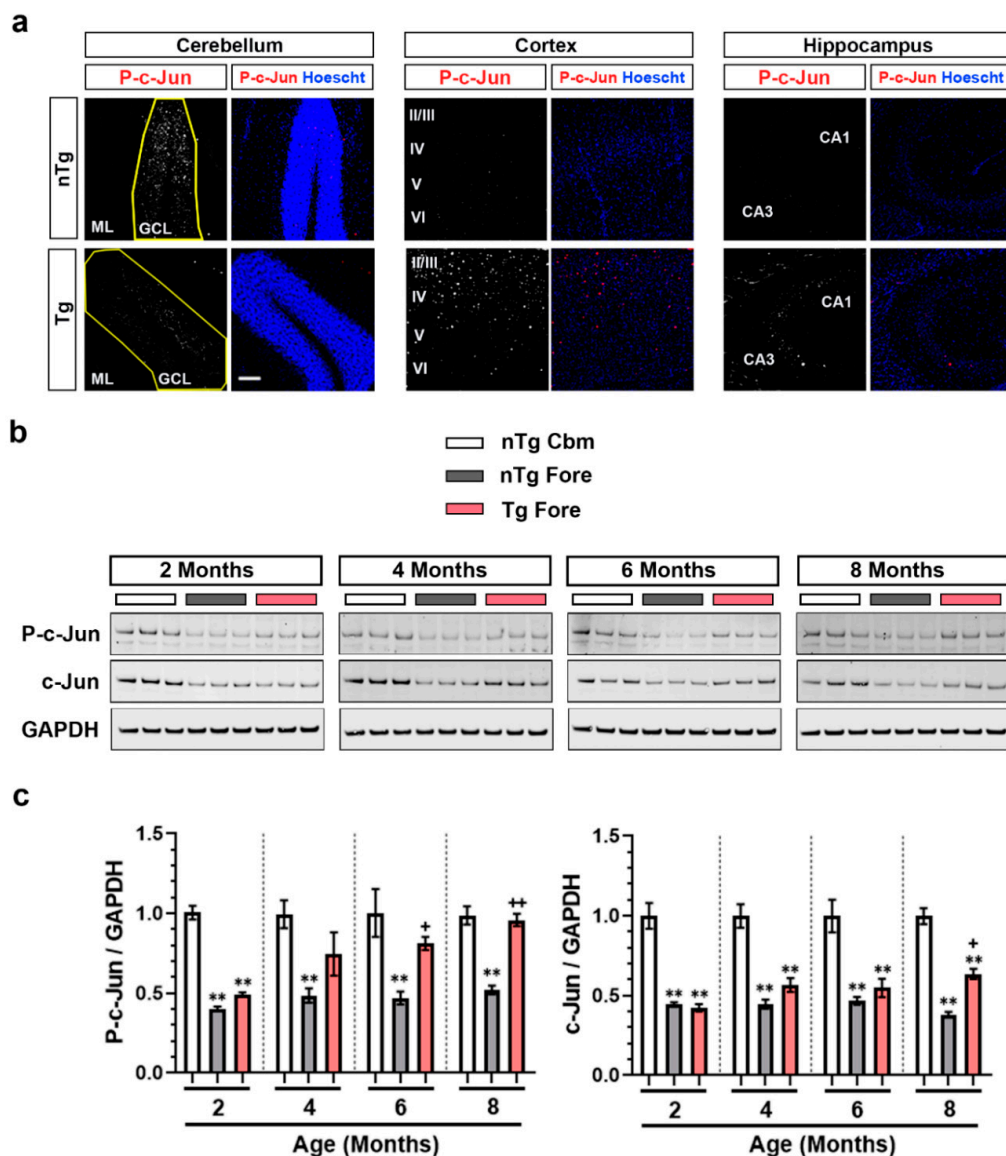 a
Cerebellum Cortex Hippocampus
P-c-Jun P-c-Jun Hoescht P-c-Jun P-c-Jun Hoescht P-c-Jun P-c-Jun Hoescht
nTg
ML GCL
II/III
IV
V
VI
CA1
CA3
Tg
ML GCL
II/III
IV
V
VI
CA1
CA3
b
nTg Cbm
nTg Fore
Tg Fore
2 Months 4 Months 6 Months 8 Months
P-c-Jun
c-Jun
GAPDH
c
P-c-Jun / GAPDH
1.5
1.0
0.5
0.0
** ** ** ** + ** ++
2 4 6 8
Age (Months)
c-Jun / GAPDH
1.5
1.0
0.5
0.0
+
** ** ** ** ** ** ** **
2 4 6 8
Age (Months)